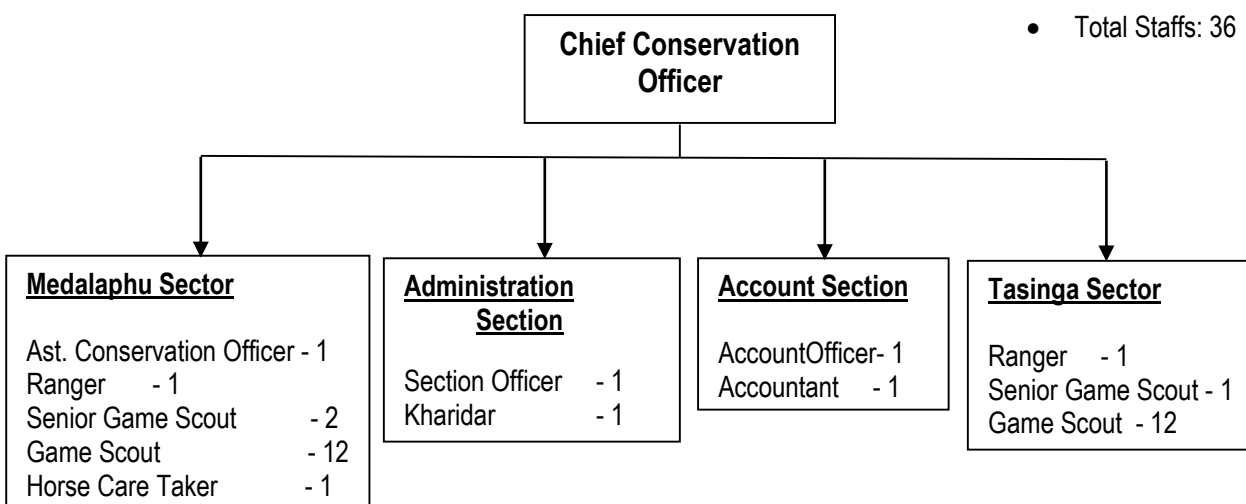 Chief Conservation
Officer
• Total Staffs: 36
Medalaphu Sector
Ast. Conservation Officer - 1
Ranger - 1
Senior Game Scout - 2
Game Scout - 12
Horse Care Taker - 1
Administration
Section
Section Officer - 1
Kharidar - 1
Account Section
AccountOfficer- 1
Accountant - 1
Tasinga Sector
Ranger - 1
Senior Game Scout - 1
Game Scout - 12